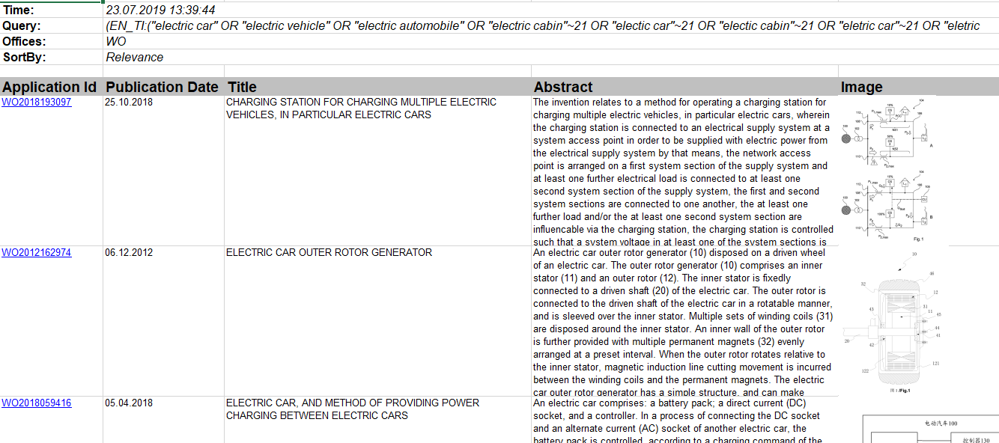 Time: 23.07.2019 13:39:44
Query: (EN_TI:("electric car" OR "electric vehicle" OR "electric automobile" OR "electric cabin"~21 OR "electic car"~21 OR "electic cabin"~21 OR "eletric car"~21 OR "eletric
Offices: WO
SortBy: Relevance
Application Id Publication Date Title Abstract Image
WO2018193097 25.10.2018
CHARGING STATION FOR CHARGING MULTIPLE ELECTRIC
VEHICLES, IN PARTICULAR ELECTRIC CARS
The invention relates to a method for operating a charging station for
charging multiple electric vehicles, in particular electric cars, wherein
the charging station is connected to an electrical supply system at a
system access point in order to be supplied with electric power from
the electrical supply system by that means, the network access
point is arranged on a first system section of the supply system and
at least one further electrical load is connected to at least one
second system section of the supply system, the first and second
system sections are connected to one another, the at least one
further load and/or the at least one second system section are
influencable via the charging station, the charging station is controlled
such that a system voltage in at least one of the system sections is
A
B
Fig.1
WO2012162974 06.12.2012
ELECTRIC CAR OUTER ROTOR GENERATOR
An electric car outer rotor generator (10) disposed on a driven wheel
of an electric car. The outer rotor generator (10) comprises an inner
stator (11) and an outer rotor (12). The inner stator is fixedly
connected to a driven shaft (20) of the electric car. The outer rotor is
connected to the driven shaft of the electric car in a rotatable manner,
and is sleeved over the inner stator. Multiple sets of winding coils (31)
are disposed around the inner stator. An inner wall of the outer rotor
is further provided with multiple permanent magnets (32) evenly
arranged at a preset interval. When the outer rotor rotates relative to
the inner stator, magnetic induction line cutting movement is incurred
between the winding coils and the permanent magnets. The electric
car outer rotor generator has a simple structure, and can make
10
46
32
12
31
43
11
45
44
41
20
42
122
121
图1/Fig.1
WO2018059416 05.04.2018
ELECTRIC CAR, AND METHOD OF PROVIDING POWER
CHARGING BETWEEN ELECTRIC CARS
An electric car comprises: a battery pack; a direct current (DC)
socket, and a controller. In a process of connecting the DC socket
and an alternate current (AC) socket of another electric car, the
battery pack is controlled, according to a charging command of the
电动汽车100
控制器130